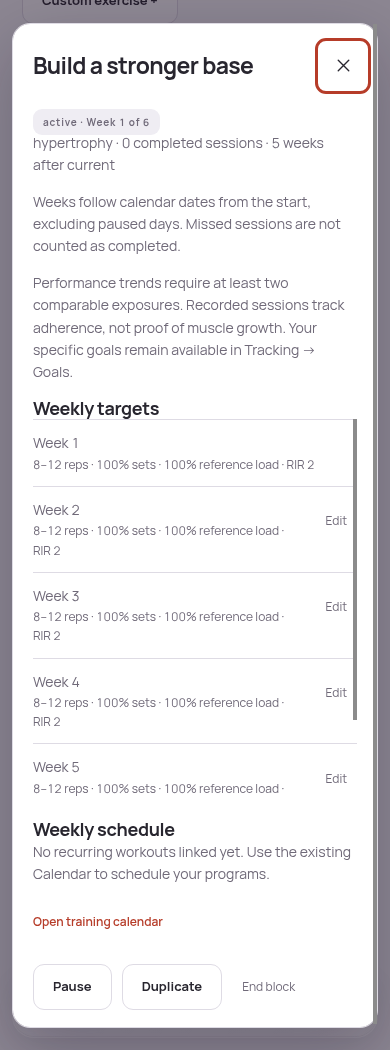 Custom exercise +
Build a stronger base
active · Week 1 of 6
hypertrophy · 0 completed sessions · 5 weeks
after current
Weeks follow calendar dates from the start,
excluding paused days. Missed sessions are not
counted as completed.
Performance trends require at least two
comparable exposures. Recorded sessions track
adherence, not proof of muscle growth. Your
specific goals remain available in Tracking →
Goals.
Weekly targets
Week 1
8–12 reps · 100% sets · 100% reference load · RIR 2
Week 2
Edit
8–12 reps · 100% sets · 100% reference load ·
RIR 2
Week 3
Edit
8–12 reps · 100% sets · 100% reference load ·
RIR 2
Week 4
Edit
8–12 reps · 100% sets · 100% reference load ·
RIR 2
Week 5
Edit
8–12 reps · 100% sets · 100% reference load ·
Weekly schedule
No recurring workouts linked yet. Use the existing
Calendar to schedule your programs.
Open training calendar
Pause
Duplicate
End block